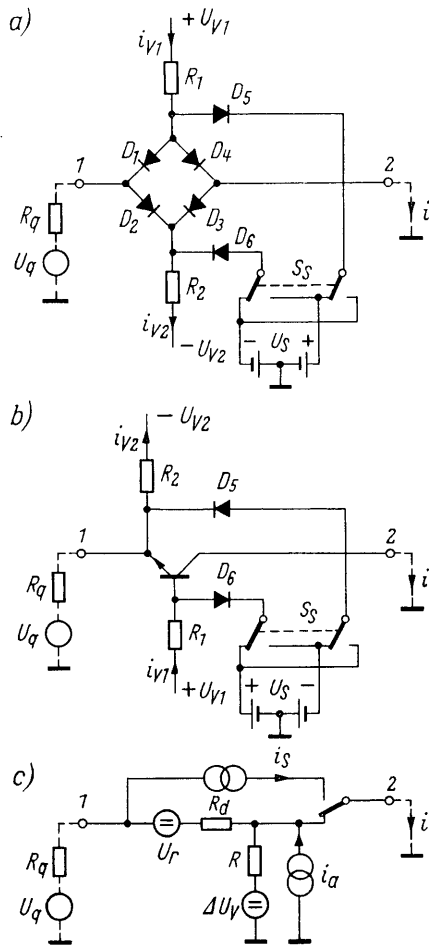 a)
+ U_V1
i_V1
R_1
D_5
D_1
D_4
1
2
R_q
D_2
D_3
i
U_q
D_6
R_2
S_S
i_V2
- U_S +
- U_V2
b)
- U_V2
i_V2
R_2
D_5
1
2
R_q
D_6
S_S
i
U_q
R_1
i_V1
+ U_S -
+ U_V1
c)
i_S
1
R_d
2
R_q
U_r
R
i_a
i
U_q
ΔU_V